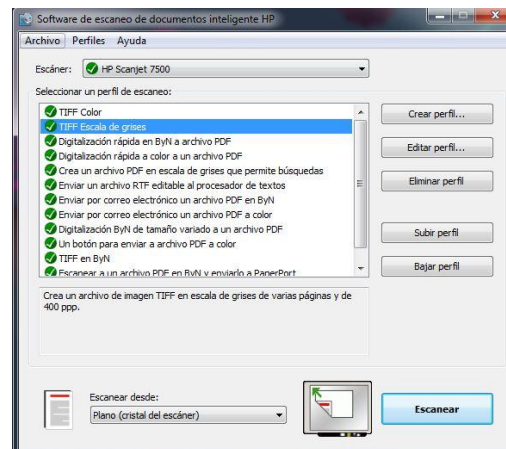 Software de escaneo de documentos inteligente HP
Archivo Perfiles Ayuda
Escáner: HP Scanjet 7500
Seleccionar un perfil de escaneo:
TIFF Color
TIFF Escala de grises
Digitalización rápida en ByN a archivo PDF
Digitalización rápida a color a un archivo PDF
Crea un archivo PDF en escala de grises que permite búsquedas
Enviar un archivo RTF editable al procesador de textos
Enviar por correo electrónico un archivo PDF en ByN
Enviar por correo electrónico un archivo PDF a color
Digitalización ByN de tamaño variado a un archivo PDF
Un botón para enviar a archivo PDF a color
TIFF en ByN
Escanear a un archivo PDF en ByN y enviarlo a PaperPort
Crear perfil...
Editar perfil...
Eliminar perfil
Subir perfil
Bajar perfil
Crea un archivo de imagen TIFF en escala de grises de varias páginas y de
400 ppp.
Escanear desde:
Plano (cristal del escáner)
Escanear